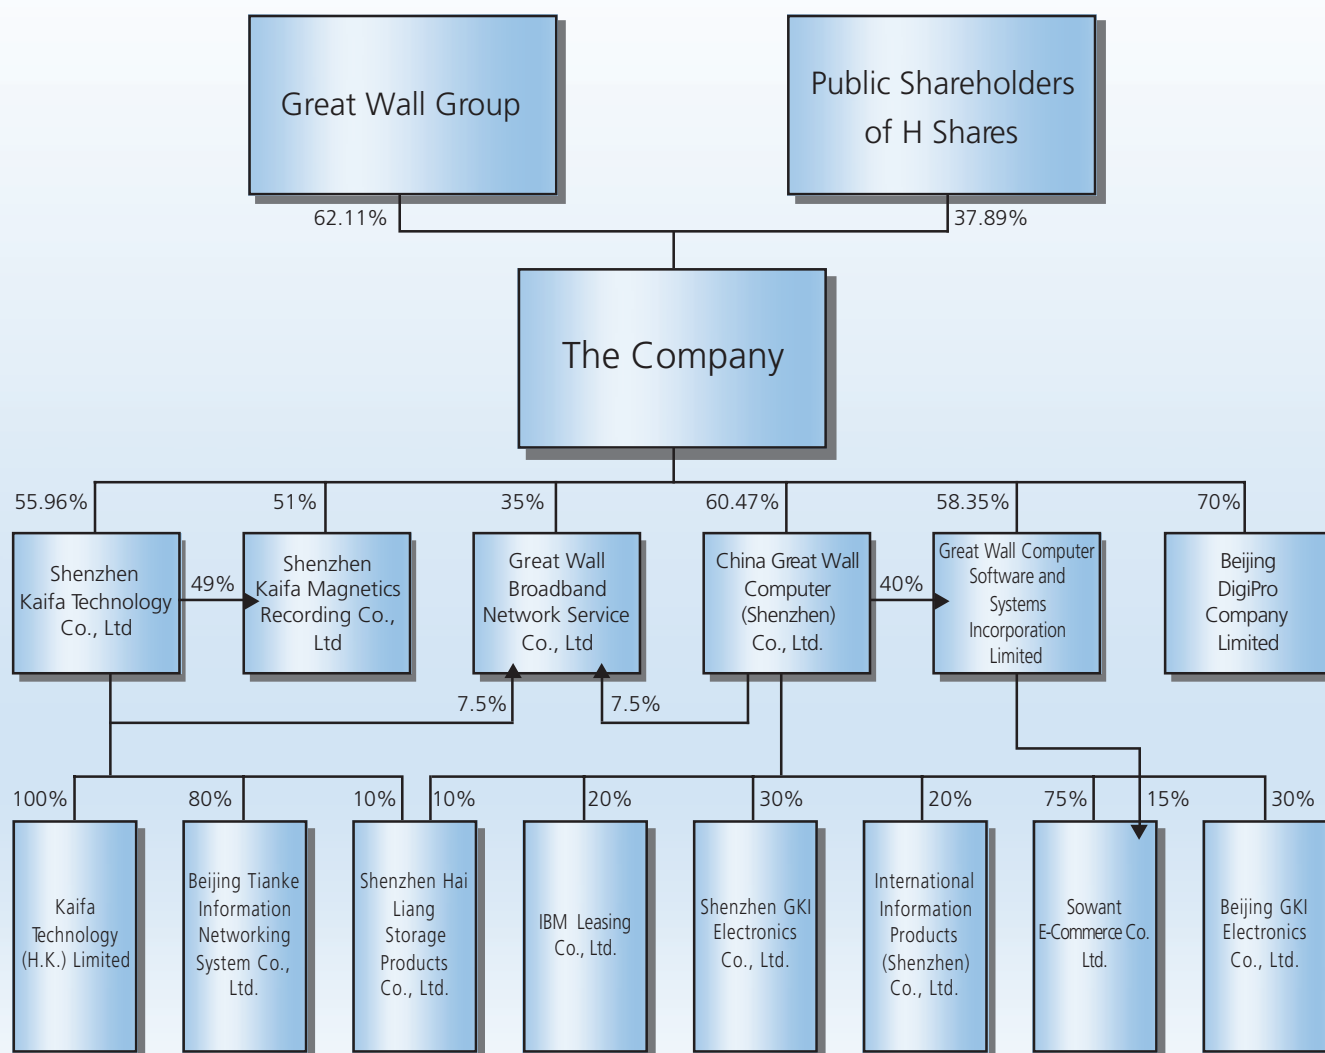 Great Wall Group
Public Shareholders
of H Shares
62.11%
37.89%
The Company
55.96%
51%
35%
60.47%
58.35%
70%
Shenzhen
Kaifa Technology
Co., Ltd
49%
Shenzhen
Kaifa Magnetics
Recording Co.,
Ltd
Great Wall
Broadband
Network Service
Co., Ltd
China Great Wall
Computer
(Shenzhen)
Co., Ltd.
40%
Great Wall Computer
Software and
Systems
Incorporation
Limited
Beijing
DigiPro
Company
Limited
7.5%
7.5%
100%
80%
10%
10%
20%
30%
20%
75%
15%
30%
Kaifa
Technology
(H.K.) Limited
Beijing Tianke
Information
Networking
System Co.,
Ltd.
Shenzhen Hai
Liang
Storage
Products
Co., Ltd.
IBM Leasing
Co., Ltd.
Shenzhen GKI
Electronics
Co., Ltd.
International
Information
Products
(Shenzhen)
Co., Ltd.
Sowant
E-Commerce Co.
Ltd.
Beijing GKI
Electronics
Co., Ltd.